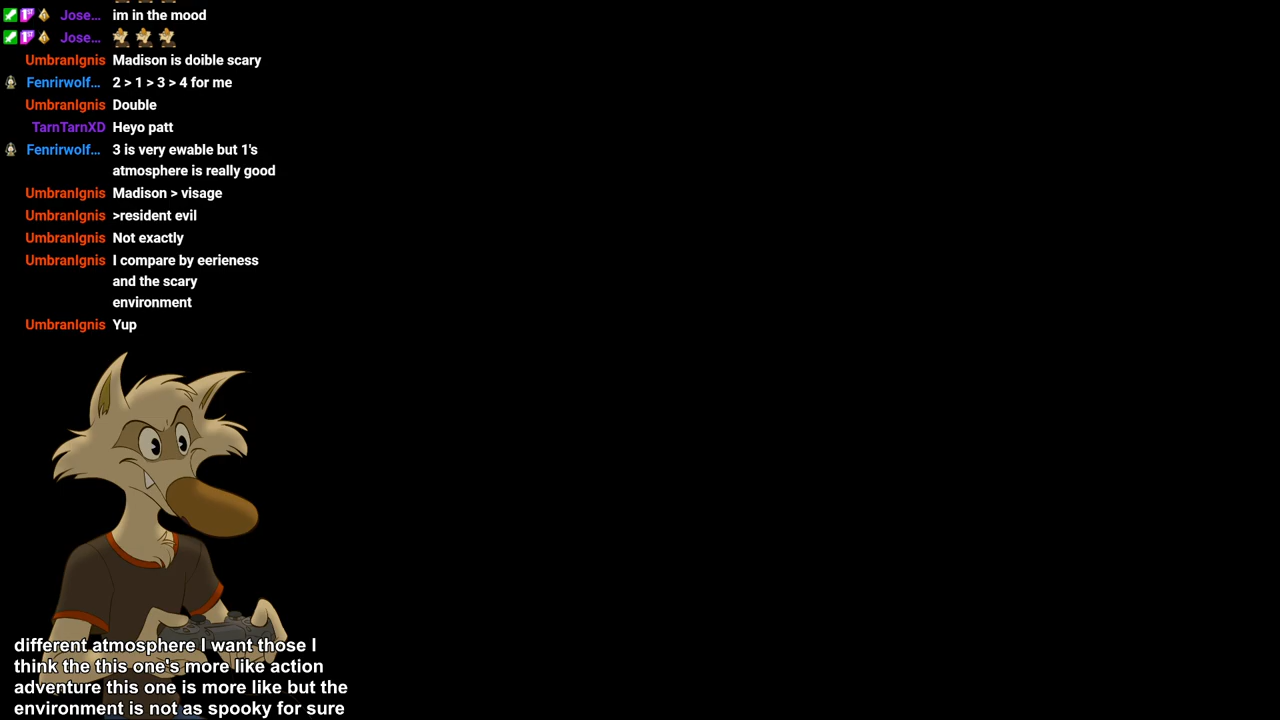 Jose... im in the mood
Jose...
UmbranIgnis Madison is doible scary
Fenrirwolf... 2 > 1 > 3 > 4 for me
UmbranIgnis Double
TarnTarnXD Heyo patt
Fenrirwolf... 3 is very ewable but 1's
atmosphere is really good
UmbranIgnis Madison > visage
UmbranIgnis >resident evil
UmbranIgnis Not exactly
UmbranIgnis I compare by eerieness
and the scary
environment
UmbranIgnis Yup
different atmosphere I want those I
think the this one's more like action
adventure this one is more like but the
environment is not as spooky for sure